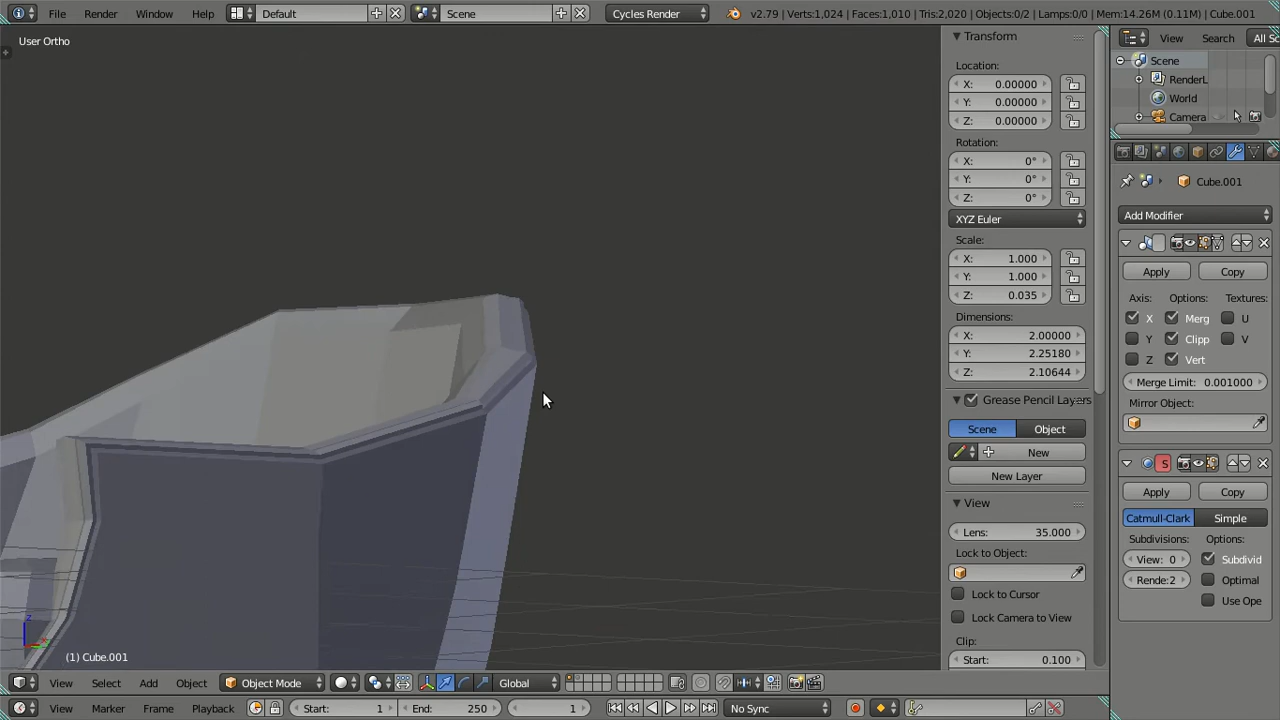 File Render Window Help Default Scene Cycles Render v2.79 | Verts:1,024 | Faces:1,010 | Tris:2,020 | Objects:0/2 | Lamps:0/0 | Mem:14.26M (0.11M) | Cube.001
User Ortho
Transform
Location:
X: 0.00000
Y: 0.00000
Z: 0.00000
Rotation:
X: 0°
Y: 0°
Z: 0°
XYZ Euler
Scale:
X: 1.000
Y: 1.000
Z: 0.035
Dimensions:
X: 2.00000
Y: 2.25180
Z: 2.10644
Grease Pencil Layers
Scene Object
New
New Layer
View
Lens: 35.000
Lock to Object:
Lock to Cursor
Lock Camera to View
Clip:
Start: 0.100
View Search All Sc
Scene
RenderL
World
Camera
Cube.001
Add Modifier
Apply Copy
Axis: Options: Textures:
X Merg U
Y Clipp V
Z Vert
Merge Limit: 0.001000
Mirror Object:
S
Apply Copy
Catmull-Clark Simple
Subdivisions: Options:
View: 0 Subdivid
Rende:2 Optimal
Use Ope
z
(1) Cube.001
View Select Add Object Object Mode Global
View Marker Frame Playback Start: 1 End: 250 1 No Sync